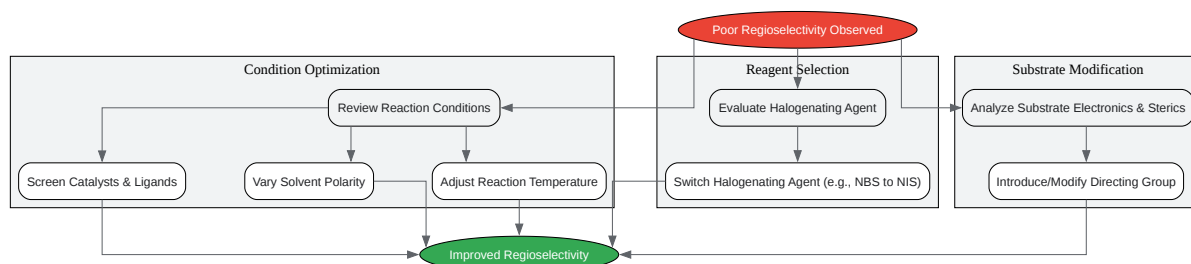 Poor Regioselectivity Observed
Condition Optimization
Reagent Selection
Substrate Modification
Review Reaction Conditions
Evaluate Halogenating Agent
Analyze Substrate Electronics & Sterics
Screen Catalysts & Ligands
Vary Solvent Polarity
Adjust Reaction Temperature
Switch Halogenating Agent (e.g., NBS to NIS)
Introduce/Modify Directing Group
Improved Regioselectivity